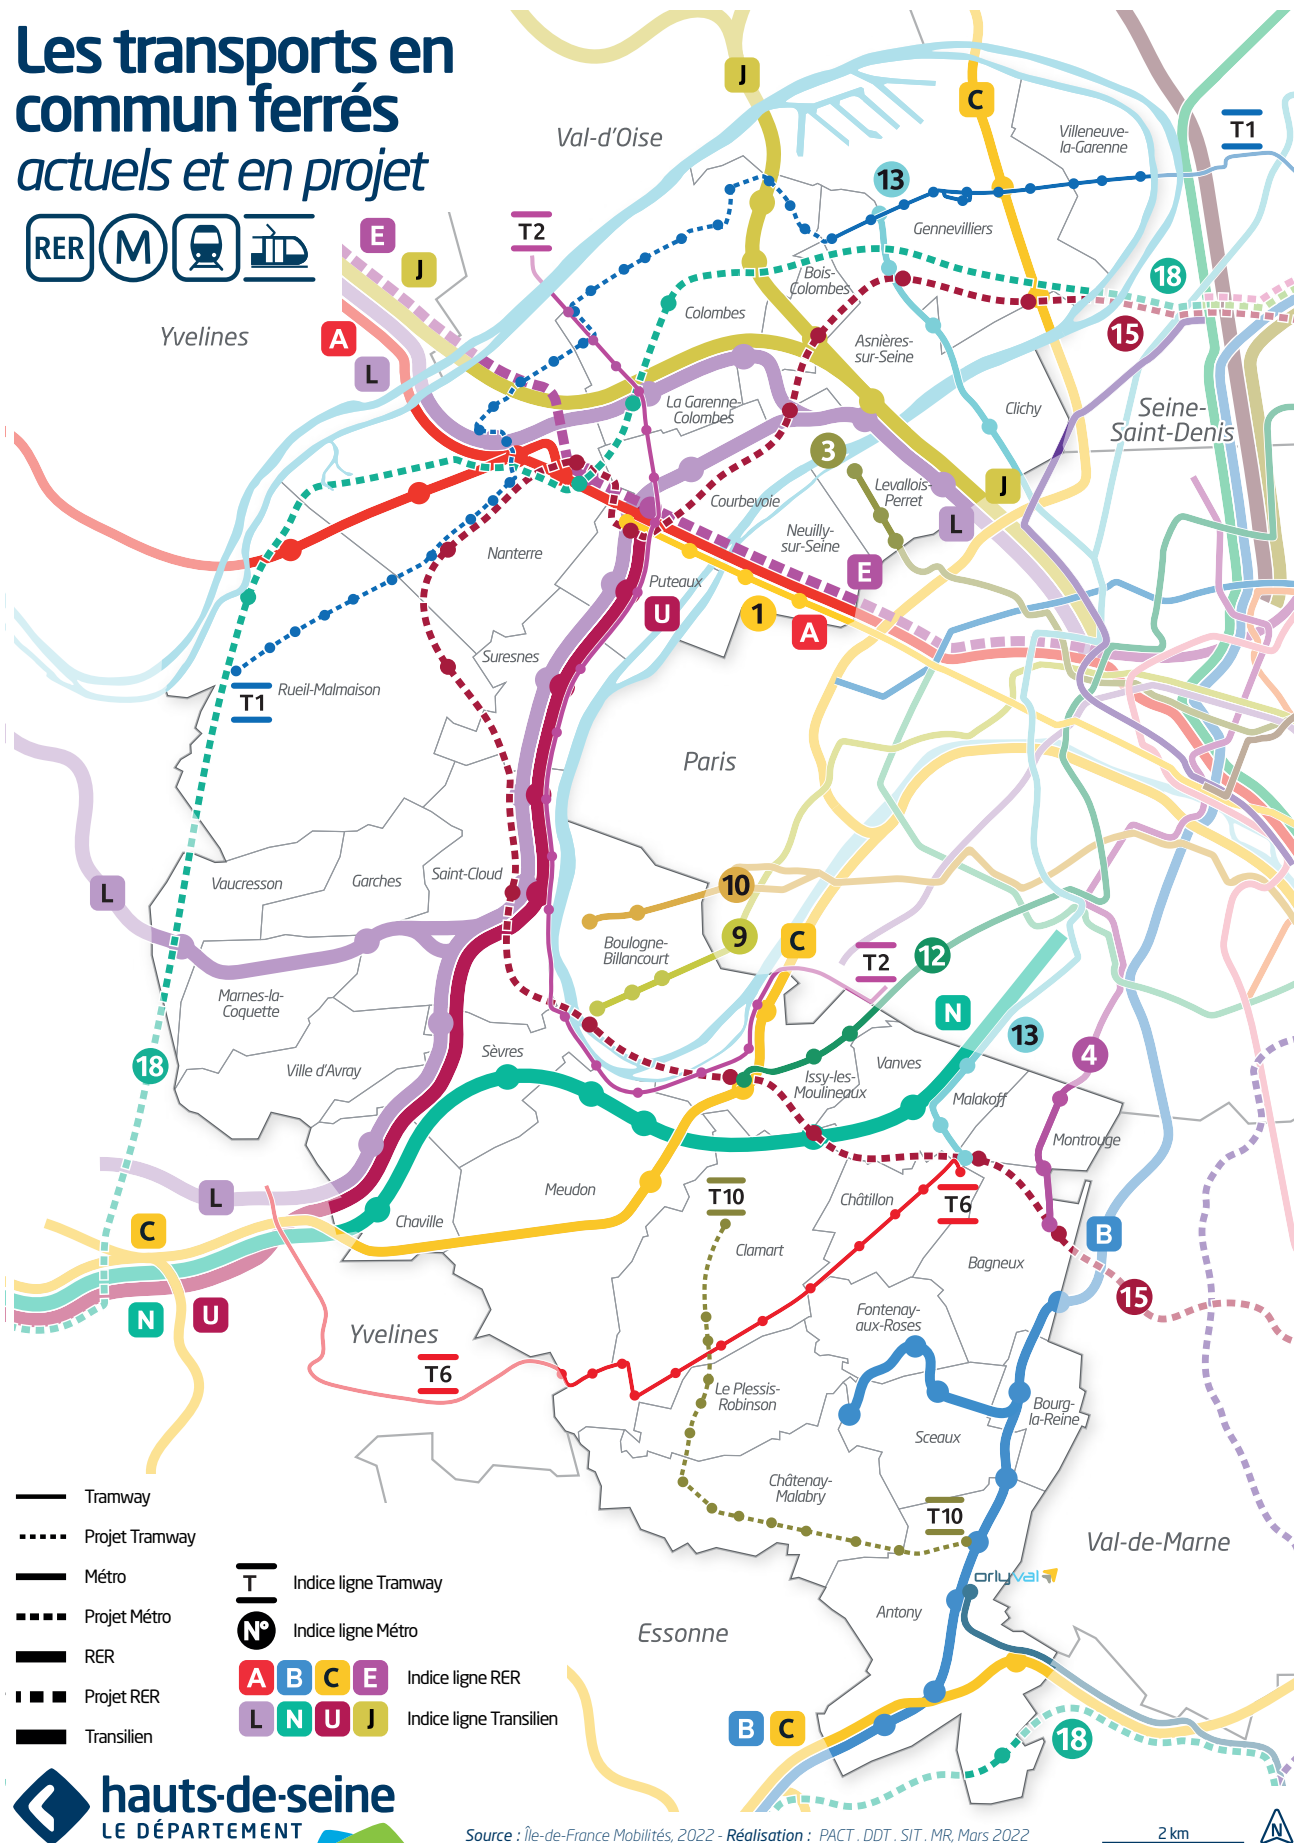 Les transports en
commun ferrés
actuels et en projet
RER
M
J
C
T1
Val-d'Oise
Villeneuve-
la-Garenne
13
E
T2
J
Gennevilliers
18
Bois-
Colombes
Colombes
Yvelines
A
15
Asnières-
sur-Seine
L
Clichy
La Garenne-
Colombes
Seine-
Saint-Denis
3
Levallois-
Perret
J
Courbevoie
L
Neuilly-
sur-Seine
Nanterre
E
Puteaux
U
1
A
Suresnes
T1
Rueil-Malmaison
Paris
Vaucresson
Garches
Saint-Cloud
L
10
Boulogne-
Billancourt
9
C
T2
12
Marnes-la-
Coquette
N
13
4
18
Ville d'Avray
Sèvres
Issy-les-
Moulineaux
Vanves
Malakoff
Montrouge
L
Meudon
T10
Châtillon
T6
C
Chaville
B
Clamart
Bagneux
15
N
U
Yvelines
Fontenay-
aux-Roses
T6
Le Plessis-
Robinson
Bourg-
la-Reine
Sceaux
Châtenay-
Malabry
T10
Val-de-Marne
orlyval
Antony
Essonne
B
C
18
Tramway
Projet Tramway
Métro
Projet Métro
RER
Projet RER
Transilien
T
Indice ligne Tramway
N°
Indice ligne Métro
A B C E
Indice ligne RER
L N U J
Indice ligne Transilien
hauts-de-seine
LE DÉPARTEMENT
Source : Île-de-France Mobilités, 2022 - Réalisation : PACT . DDT . SIT . MR, Mars 2022
2 km
N